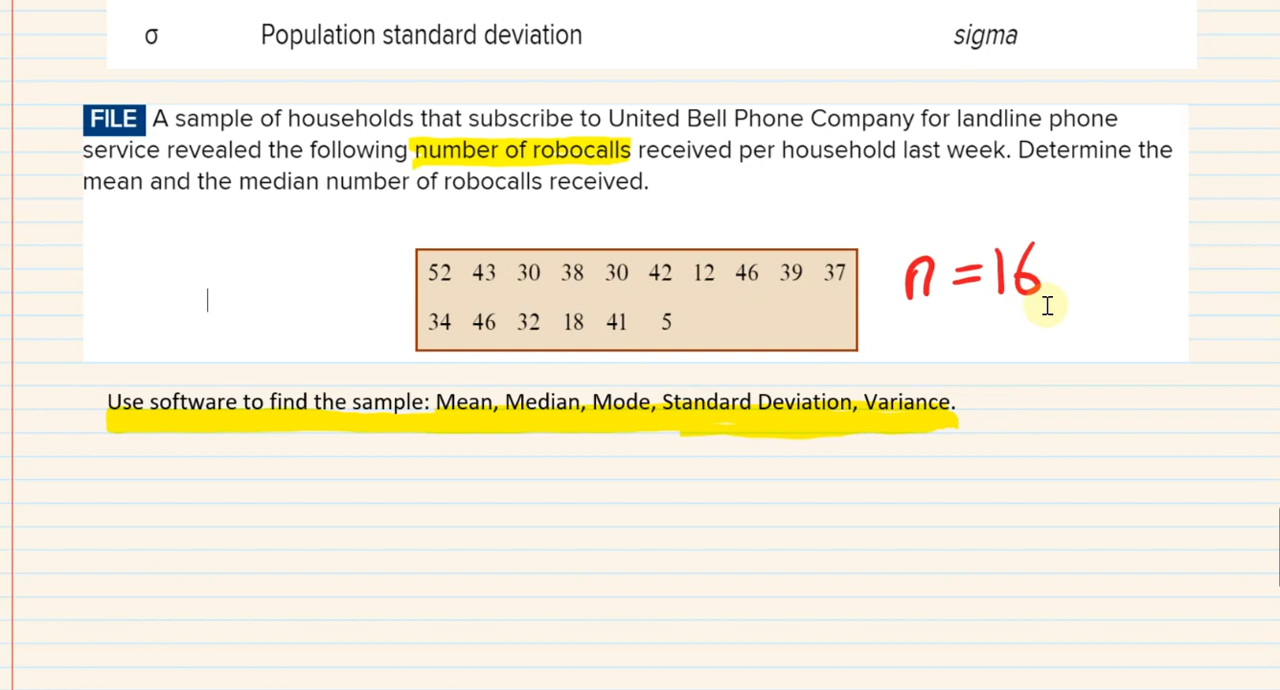 σ Population standard deviation sigma
FILE A sample of households that subscribe to United Bell Phone Company for landline phone
service revealed the following number of robocalls received per household last week. Determine the
mean and the median number of robocalls received.
52 43 30 38 30 42 12 46 39 37
n = 16
34 46 32 18 41 5
Use software to find the sample: Mean, Median, Mode, Standard Deviation, Variance.